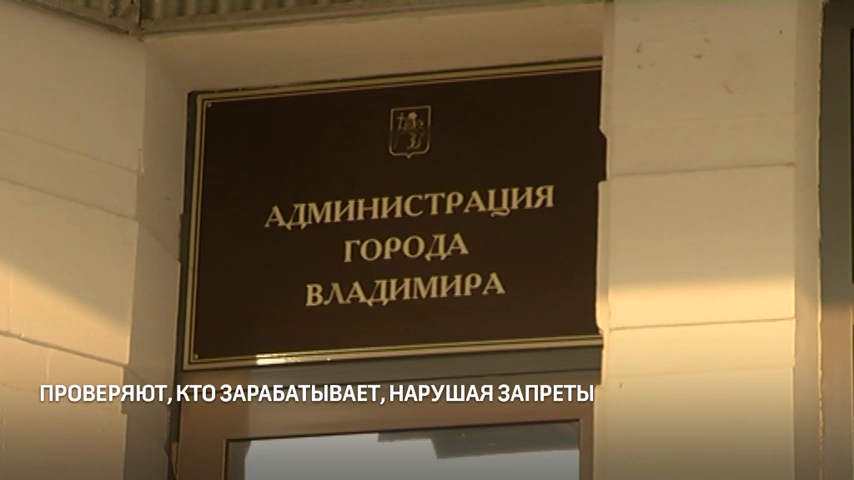 АДМИНИСТРАЦИЯ
ГОРОДА
ВЛАДИМИРА
ПРОВЕРЯЮТ, КТО ЗАРАБАТЫВАЕТ, НАРУШАЯ ЗАПРЕТЫ